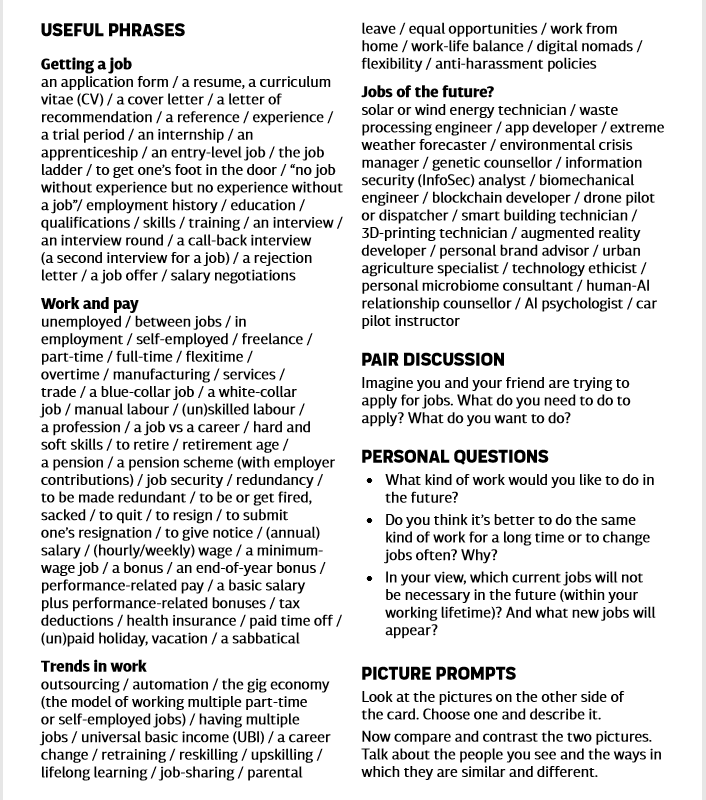 USEFUL PHRASES
Getting a job
an application form / a resume, a curriculum
vitae (CV) / a cover letter / a letter of
recommendation / a reference / experience /
a trial period / an internship / an
apprenticeship / an entry-level job / the job
ladder / to get one's foot in the door / “no job
without experience but no experience without
a job”/ employment history / education /
qualifications / skills / training / an interview /
an interview round / a call-back interview
(a second interview for a job) / a rejection
letter / a job offer / salary negotiations
Work and pay
unemployed / between jobs / in
employment / self-employed / freelance /
part-time / full-time / flexitime /
overtime / manufacturing / services /
trade / a blue-collar job / a white-collar
job / manual labour / (un)skilled labour /
a profession / a job vs a career / hard and
soft skills / to retire / retirement age /
a pension / a pension scheme (with employer
contributions) / job security / redundancy /
to be made redundant / to be or get fired,
sacked / to quit / to resign / to submit
one's resignation / to give notice / (annual)
salary / (hourly/weekly) wage / a minimum-
wage job / a bonus / an end-of-year bonus /
performance-related pay / a basic salary
plus performance-related bonuses / tax
deductions / health insurance / paid time off /
(un)paid holiday, vacation / a sabbatical
Trends in work
outsourcing / automation / the gig economy
(the model of working multiple part-time
or self-employed jobs) / having multiple
jobs / universal basic income (UBI) / a career
change / retraining / reskilling / upskilling /
lifelong learning / job-sharing / parental
leave / equal opportunities / work from
home / work-life balance / digital nomads /
flexibility / anti-harassment policies
Jobs of the future?
solar or wind energy technician / waste
processing engineer / app developer / extreme
weather forecaster / environmental crisis
manager / genetic counsellor / information
security (InfoSec) analyst / biomechanical
engineer / blockchain developer / drone pilot
or dispatcher / smart building technician /
3D-printing technician / augmented reality
developer / personal brand advisor / urban
agriculture specialist / technology ethicist /
personal microbiome consultant / human-AI
relationship counsellor / AI psychologist / car
pilot instructor
PAIR DISCUSSION
Imagine you and your friend are trying to
apply for jobs. What do you need to do to
apply? What do you want to do?
PERSONAL QUESTIONS
• What kind of work would you like to do in
the future?
• Do you think it's better to do the same
kind of work for a long time or to change
jobs often? Why?
• In your view, which current jobs will not
be necessary in the future (within your
working lifetime)? And what new jobs will
appear?
PICTURE PROMPTS
Look at the pictures on the other side of
the card. Choose one and describe it.
Now compare and contrast the two pictures.
Talk about the people you see and the ways in
which they are similar and different.